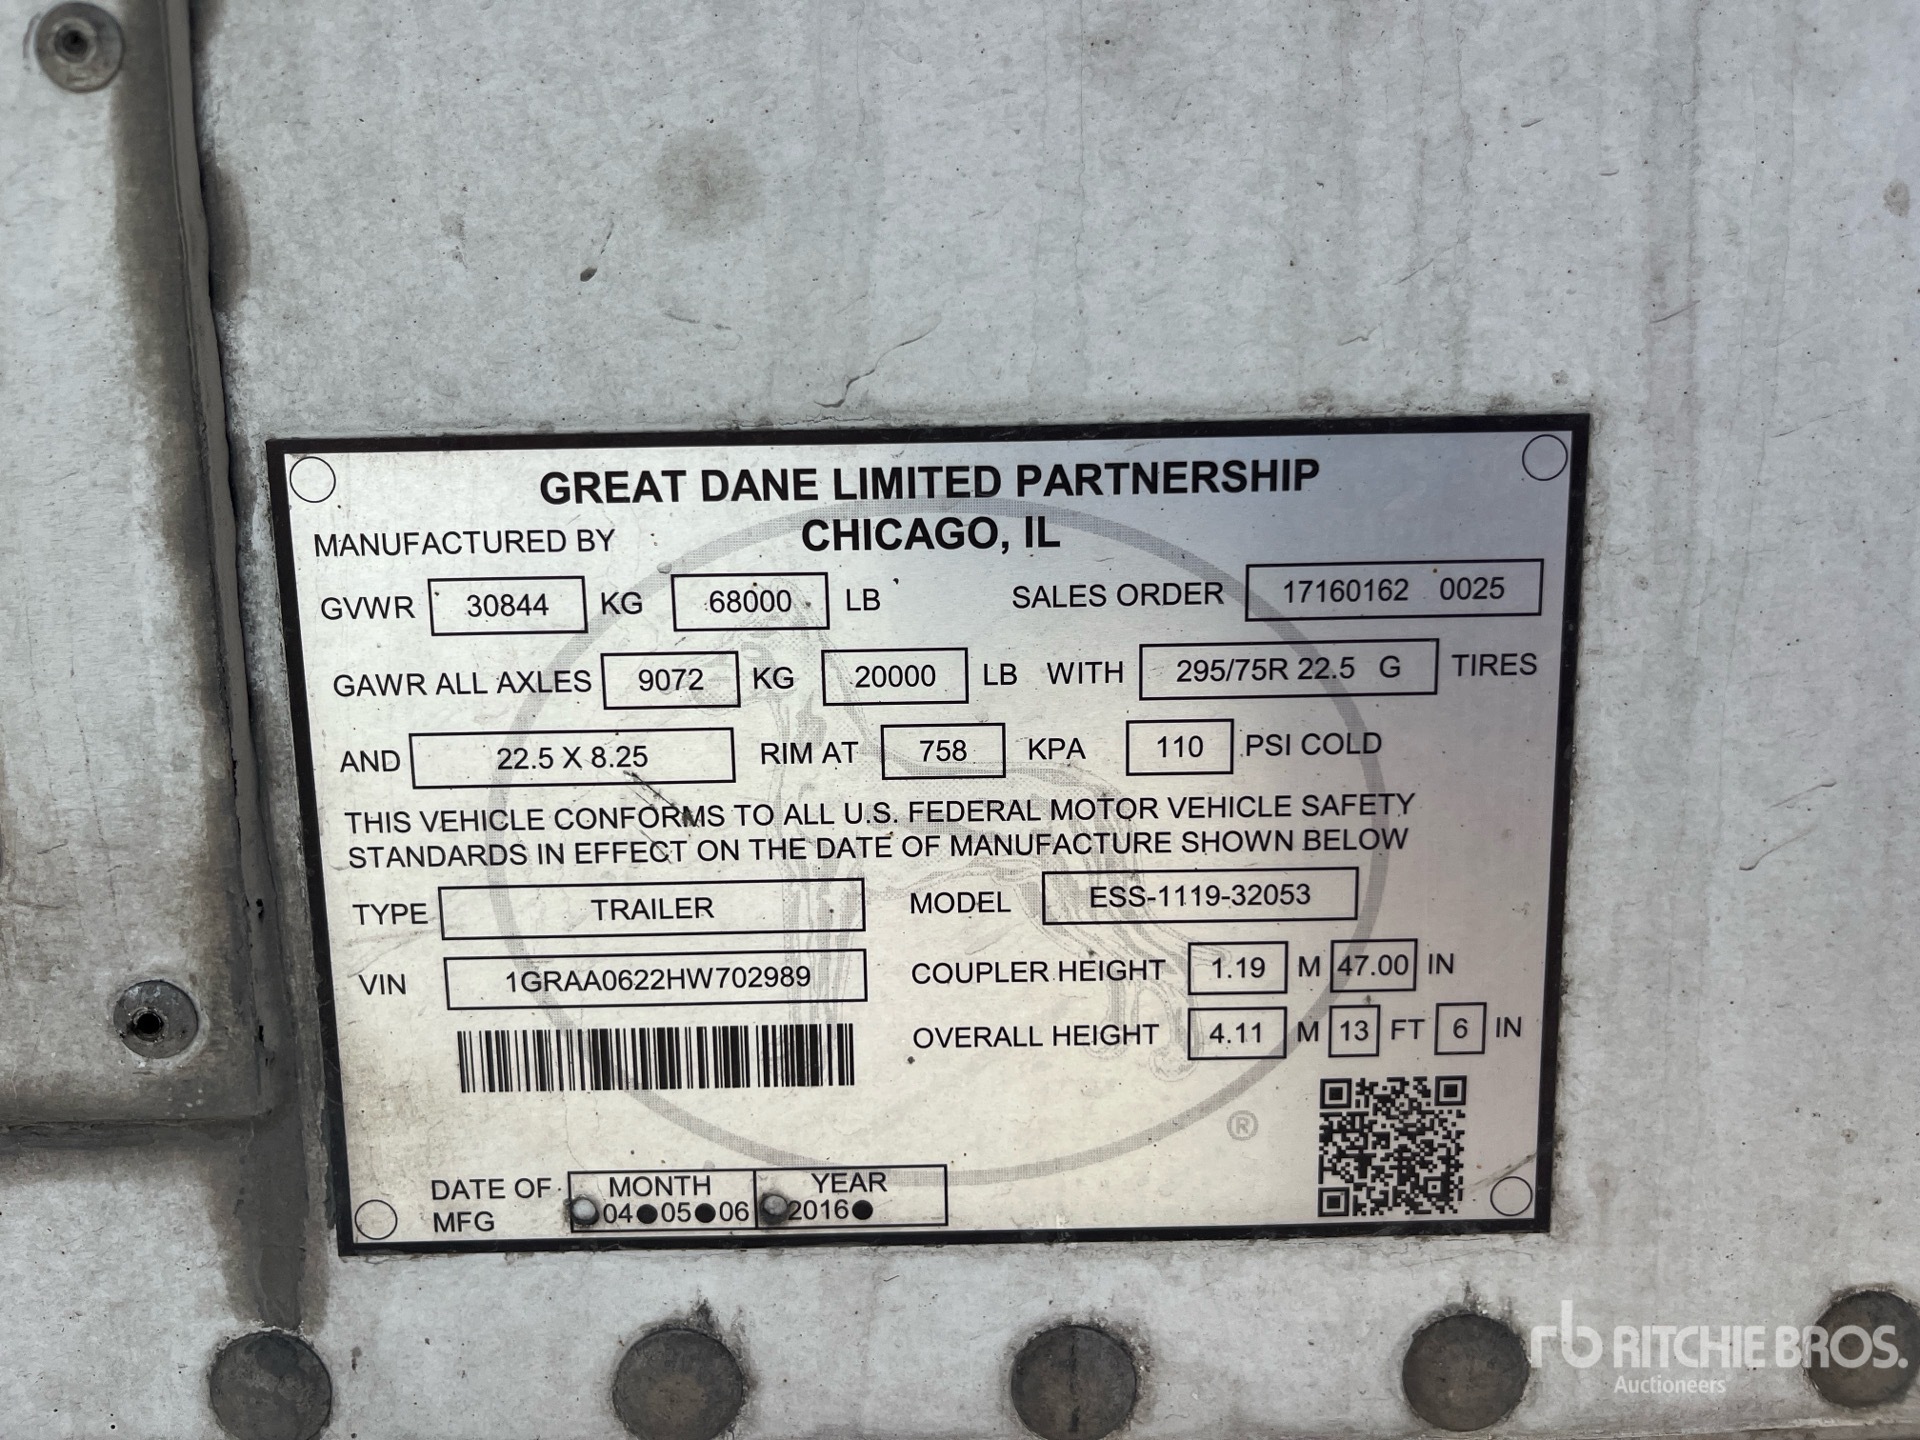 GREAT DANE LIMITED PARTNERSHIP
MANUFACTURED BY CHICAGO, IL
GVWR 30844 KG 68000 LB SALES ORDER 17160162 0025
GAWR ALL AXLES 9072 KG 20000 LB WITH 295/75R 22.5 G TIRES
AND 22.5 X 8.25 RIM AT 758 KPA 110 PSI COLD
THIS VEHICLE CONFORMS TO ALL U.S. FEDERAL MOTOR VEHICLE SAFETY
STANDARDS IN EFFECT ON THE DATE OF MANUFACTURE SHOWN BELOW
TYPE TRAILER MODEL ESS-1119-32053
VIN 1GRAA0622HW702989 COUPLER HEIGHT 1.19 M 47.00 IN
OVERALL HEIGHT 4.11 M 13 FT 6 IN
®
DATE OF MFG MONTH YEAR
04 05 06 2016
rb RITCHIE BROS.
Auctioneers